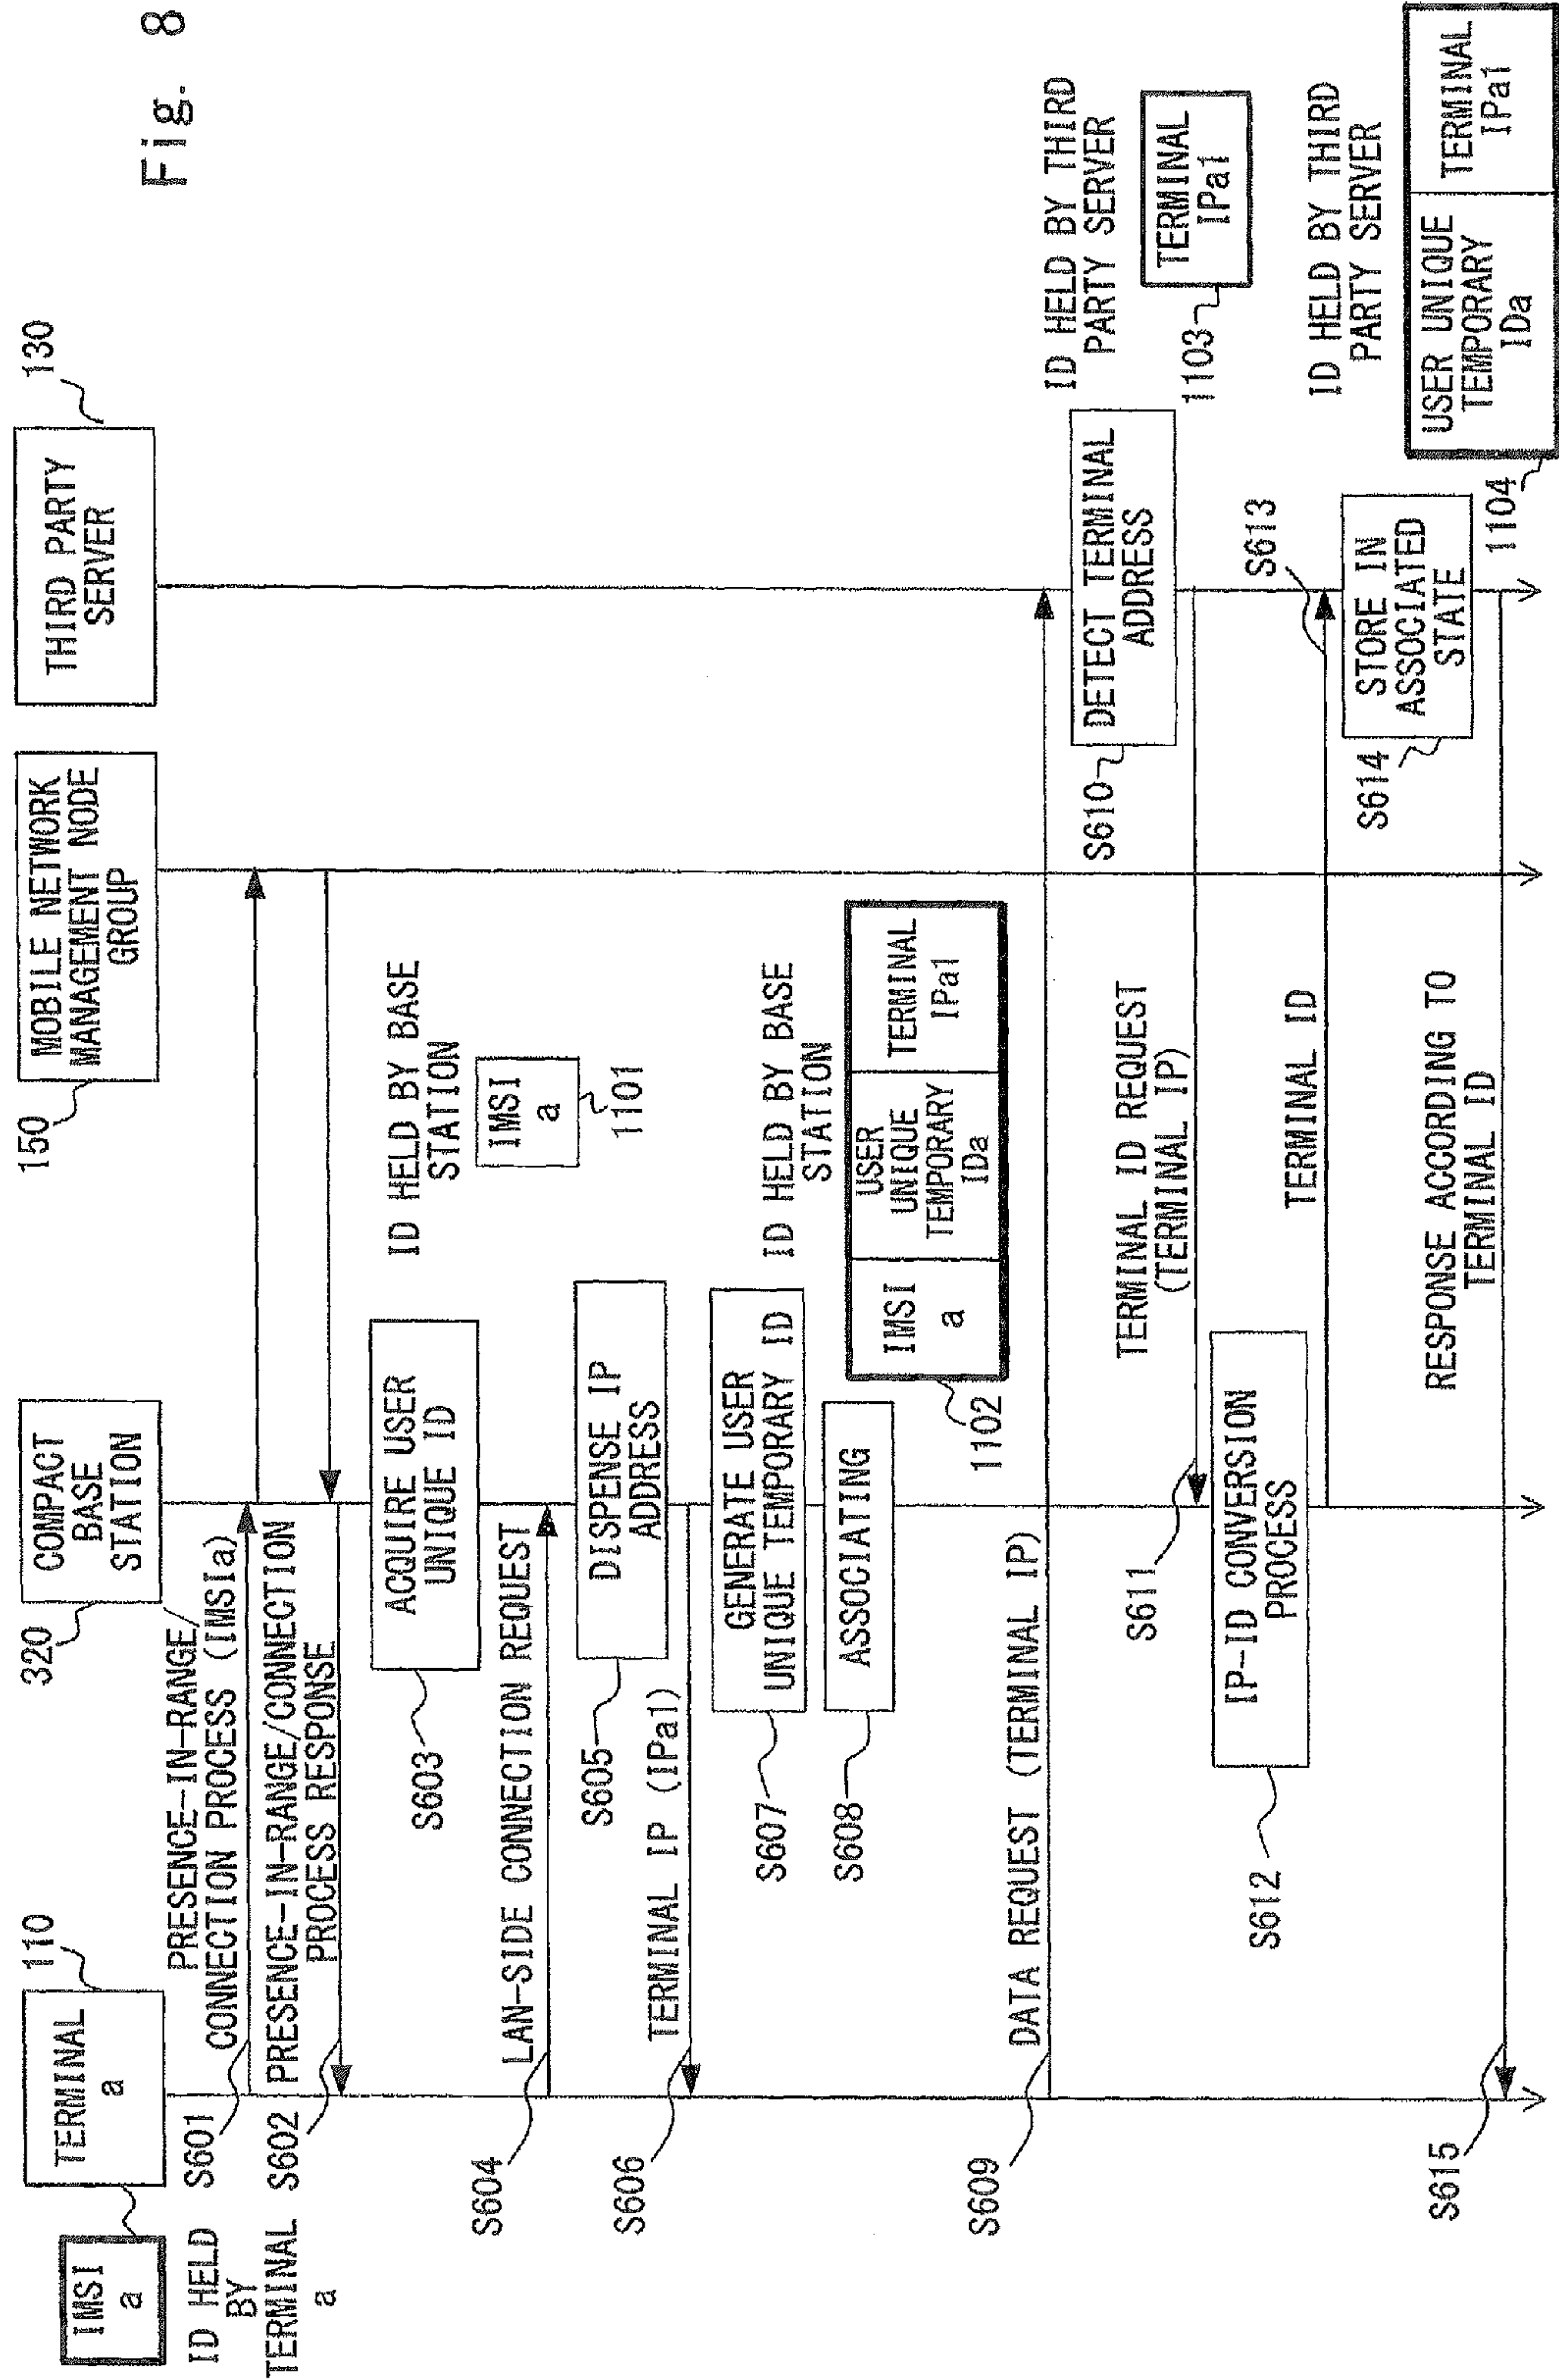 Fig. 8
IMSI
a
ID HELD
BY
TERMINAL
a
TERMINAL
a
110
COMPACT
BASE
STATION
320
MOBILE NETWORK
MANAGEMENT NODE
GROUP
150
THIRD PARTY
SERVER
130
S601
PRESENCE-IN-RANGE/
CONNECTION PROCESS (IMSIa)
S602
PRESENCE-IN-RANGE/CONNECTION
PROCESS RESPONSE
ACQUIRE USER
UNIQUE ID
S603
ID HELD BY BASE
STATION
IMSI
a
1101
S604
LAN-SIDE CONNECTION REQUEST
DISPENSE IP
ADDRESS
S605
S606
TERMINAL IP (IPa1)
GENERATE USER
UNIQUE TEMPORARY ID
S607
ASSOCIATING
S608
ID HELD BY BASE
STATION
IMSI
a
USER
UNIQUE
TEMPORARY
IDa
TERMINAL
IPa1
1102
S609
DATA REQUEST (TERMINAL IP)
S610
DETECT TERMINAL
ADDRESS
ID HELD BY THIRD
PARTY SERVER
TERMINAL
IPa1
1103
S611
TERMINAL ID REQUEST
(TERMINAL IP)
IP-ID CONVERSION
PROCESS
S612
TERMINAL ID
S613
STORE IN
ASSOCIATED
STATE
S614
ID HELD BY THIRD
PARTY SERVER
USER UNIQUE
TEMPORARY
IDa
TERMINAL
IPa1
1104
S615
RESPONSE ACCORDING TO
TERMINAL ID